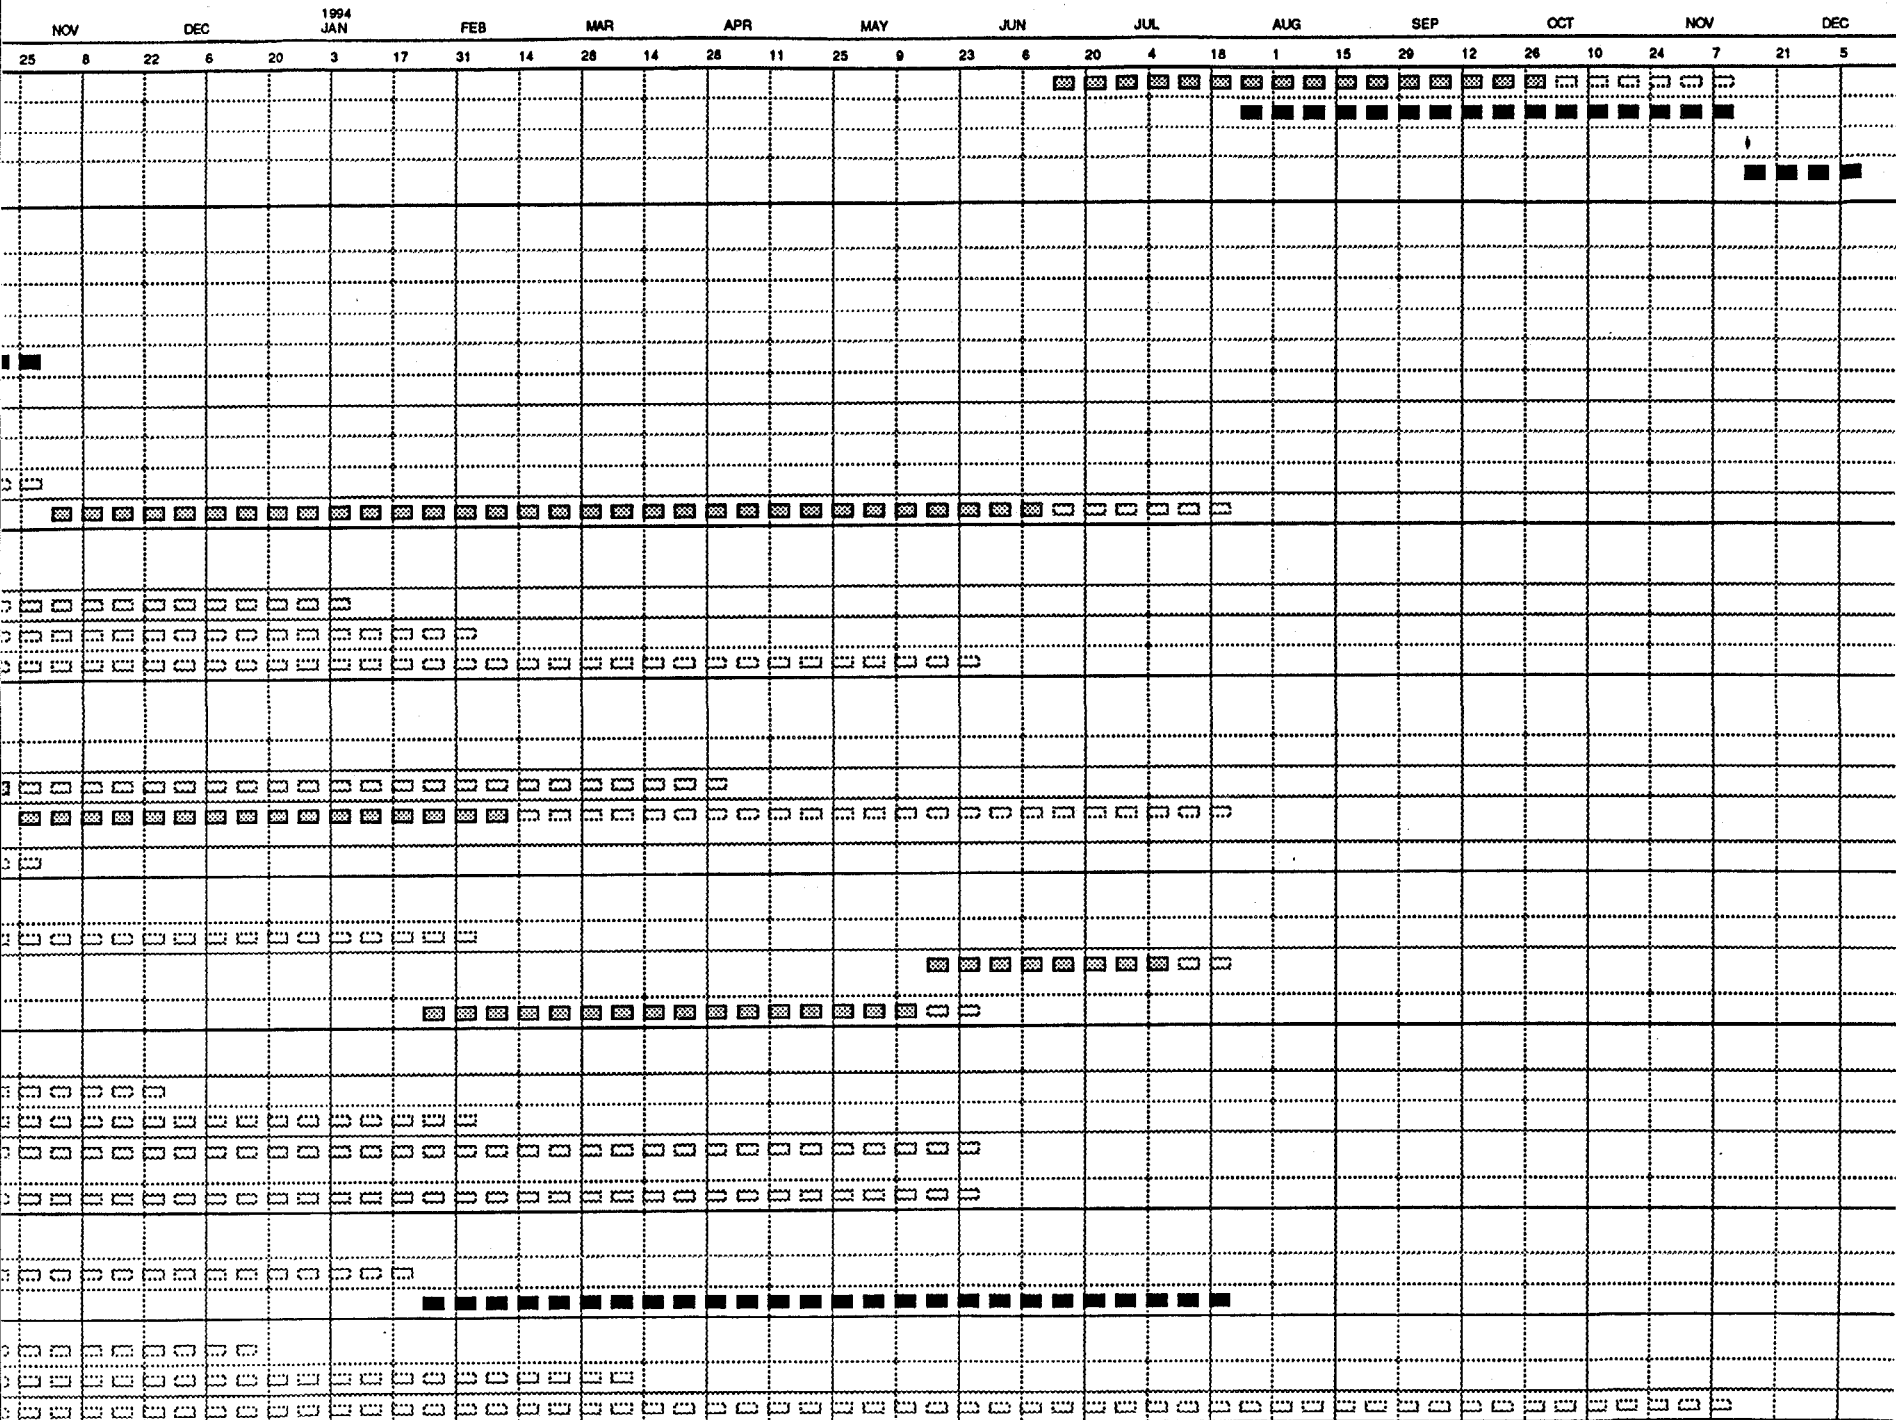 1994
NOV DEC JAN FEB MAR APR MAY JUN JUL AUG SEP OCT NOV DEC
25 8 22 6 20 3 17 31 14 28 14 28 11 25 9 23 6 20 4 18 1 15 29 12 26 10 24 7 21 5